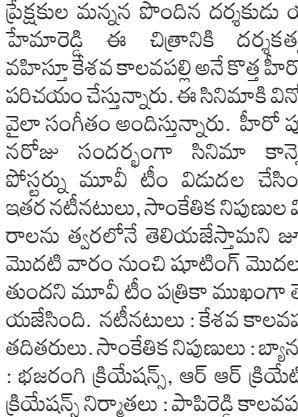 ప్రేక్షకుల మన్నన పొందిన దర్శకుడు
హేమారెడ్డి ఈ చిత్రానికి దర్శకత్వ
వహిస్తూ కేశవ కాలవపల్లి అనే కొత్త హీరో
పరిచయం చేస్తున్నారు. ఈ సినిమాకి వినో
వైలా సంగీతం అందిస్తున్నారు. హీరో పు
నరోజు సందర్భంగా సినిమా కాన్సె
పోస్టర్ను మూవీ టీం విడుదల చేసిం
ఇతర నటీనటులు, సాంకేతిక నిపుణుల వి
రాలను త్వరలోనే తెలియజేస్తామని జూ
మొదటి వారం నుంచి షూటింగ్ మొదల
తుందని మూవీ టీం పత్రికా ముఖంగా తె
యజేసింది. నటీనటులు : కేశవ కాలవప
తదితరులు. సాంకేతిక నిపుణులు : బ్యాన
: భజరంగి క్రియేషన్స్, ఆర్ ఆర్ క్రియేటి
క్రియేషన్స్ నిర్మాతలు : పాపిరెడ్డి కాలవప